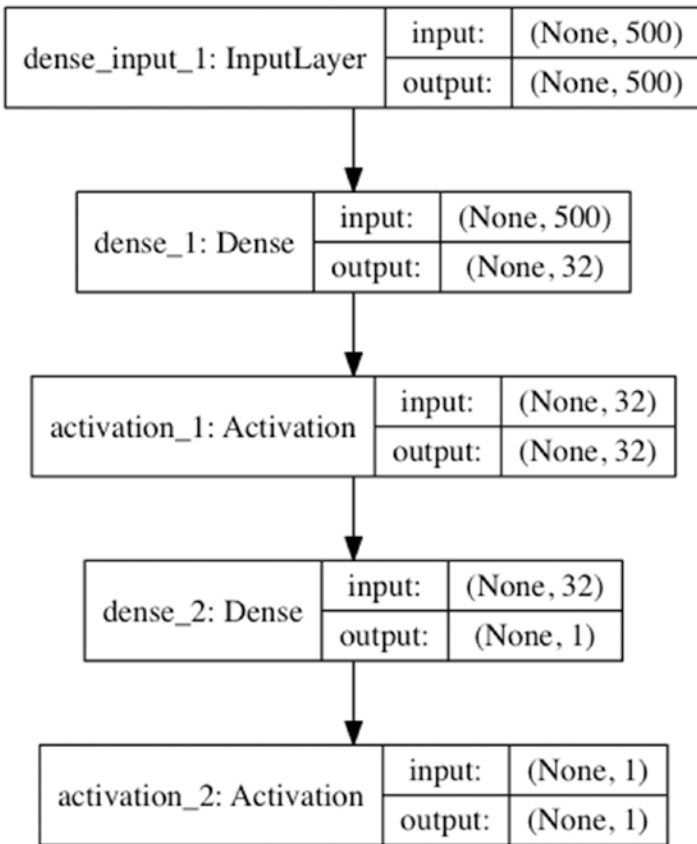 dense_input_1: InputLayer
input: (None, 500)
output: (None, 500)
dense_1: Dense
input: (None, 500)
output: (None, 32)
activation_1: Activation
input: (None, 32)
output: (None, 32)
dense_2: Dense
input: (None, 32)
output: (None, 1)
activation_2: Activation
input: (None, 1)
output: (None, 1)